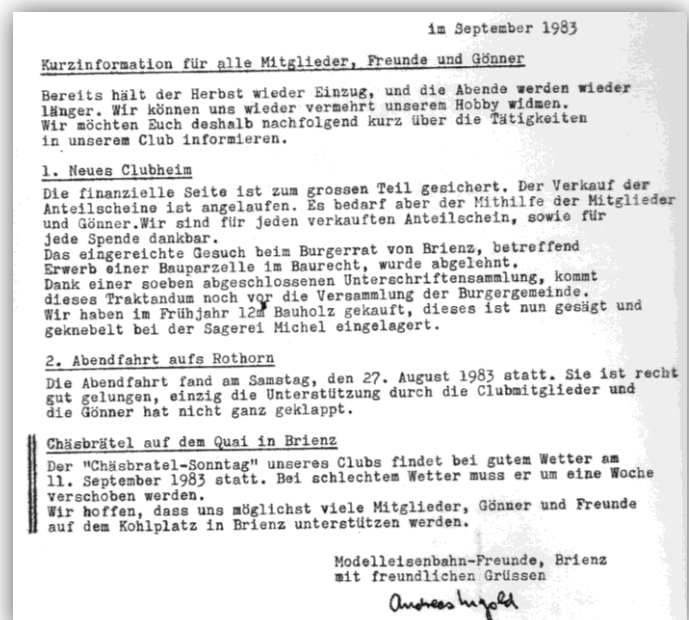 im September 1983
Kurzinformation für alle Mitglieder, Freunde und Gönner
Bereits hält der Herbst wieder Einzug, und die Abende werden wieder
länger. Wir können uns wieder vermehrt unserem Hobby widmen.
Wir möchten Euch deshalb nachfolgend kurz über die Tätigkeiten
in unserem Club informieren.
1. Neues Clubheim
Die finanzielle Seite ist zum grossen Teil gesichert. Der Verkauf der
Anteilscheine ist angelaufen. Es bedarf aber der Mithilfe der Mitglieder
und Gönner.Wir sind für jeden verkauften Anteilschein, sowie für
jede Spende dankbar.
Das eingereichte Gesuch beim Burgerrat von Brienz, betreffend
Erwerb einer Bauparzelle im Baurecht, wurde abgelehnt.
Dank einer soeben abgeschlossenen Unterschriftensammlung, kommt
dieses Traktandum noch vor die Versammlung der Burgergemeinde.
Wir haben im Frühjahr 12m Bauholz gekauft, dieses ist nun gesägt und
geknebelt bei der Sagerei Michel eingelagert.
2. Abendfahrt aufs Rothorn
Die Abendfahrt fand am Samstag, den 27. August 1983 statt. Sie ist recht
gut gelungen, einzig die Unterstützung durch die Clubmitglieder und
die Gönner hat nicht ganz geklappt.
Chäsbrätel auf dem Quai in Brienz
Der "Chäsbratel-Sonntag" unseres Clubs findet bei gutem Wetter am
11. September 1983 statt. Bei schlechtem Wetter muss er um eine Woche
verschoben werden.
Wir hoffen, dass uns möglichst viele Mitglieder, Gönner und Freunde
auf dem Kohlplatz in Brienz unterstützen werden.
Modelleisenbahn-Freunde, Brienz
mit freundlichen Grüssen
Andreas Ingold